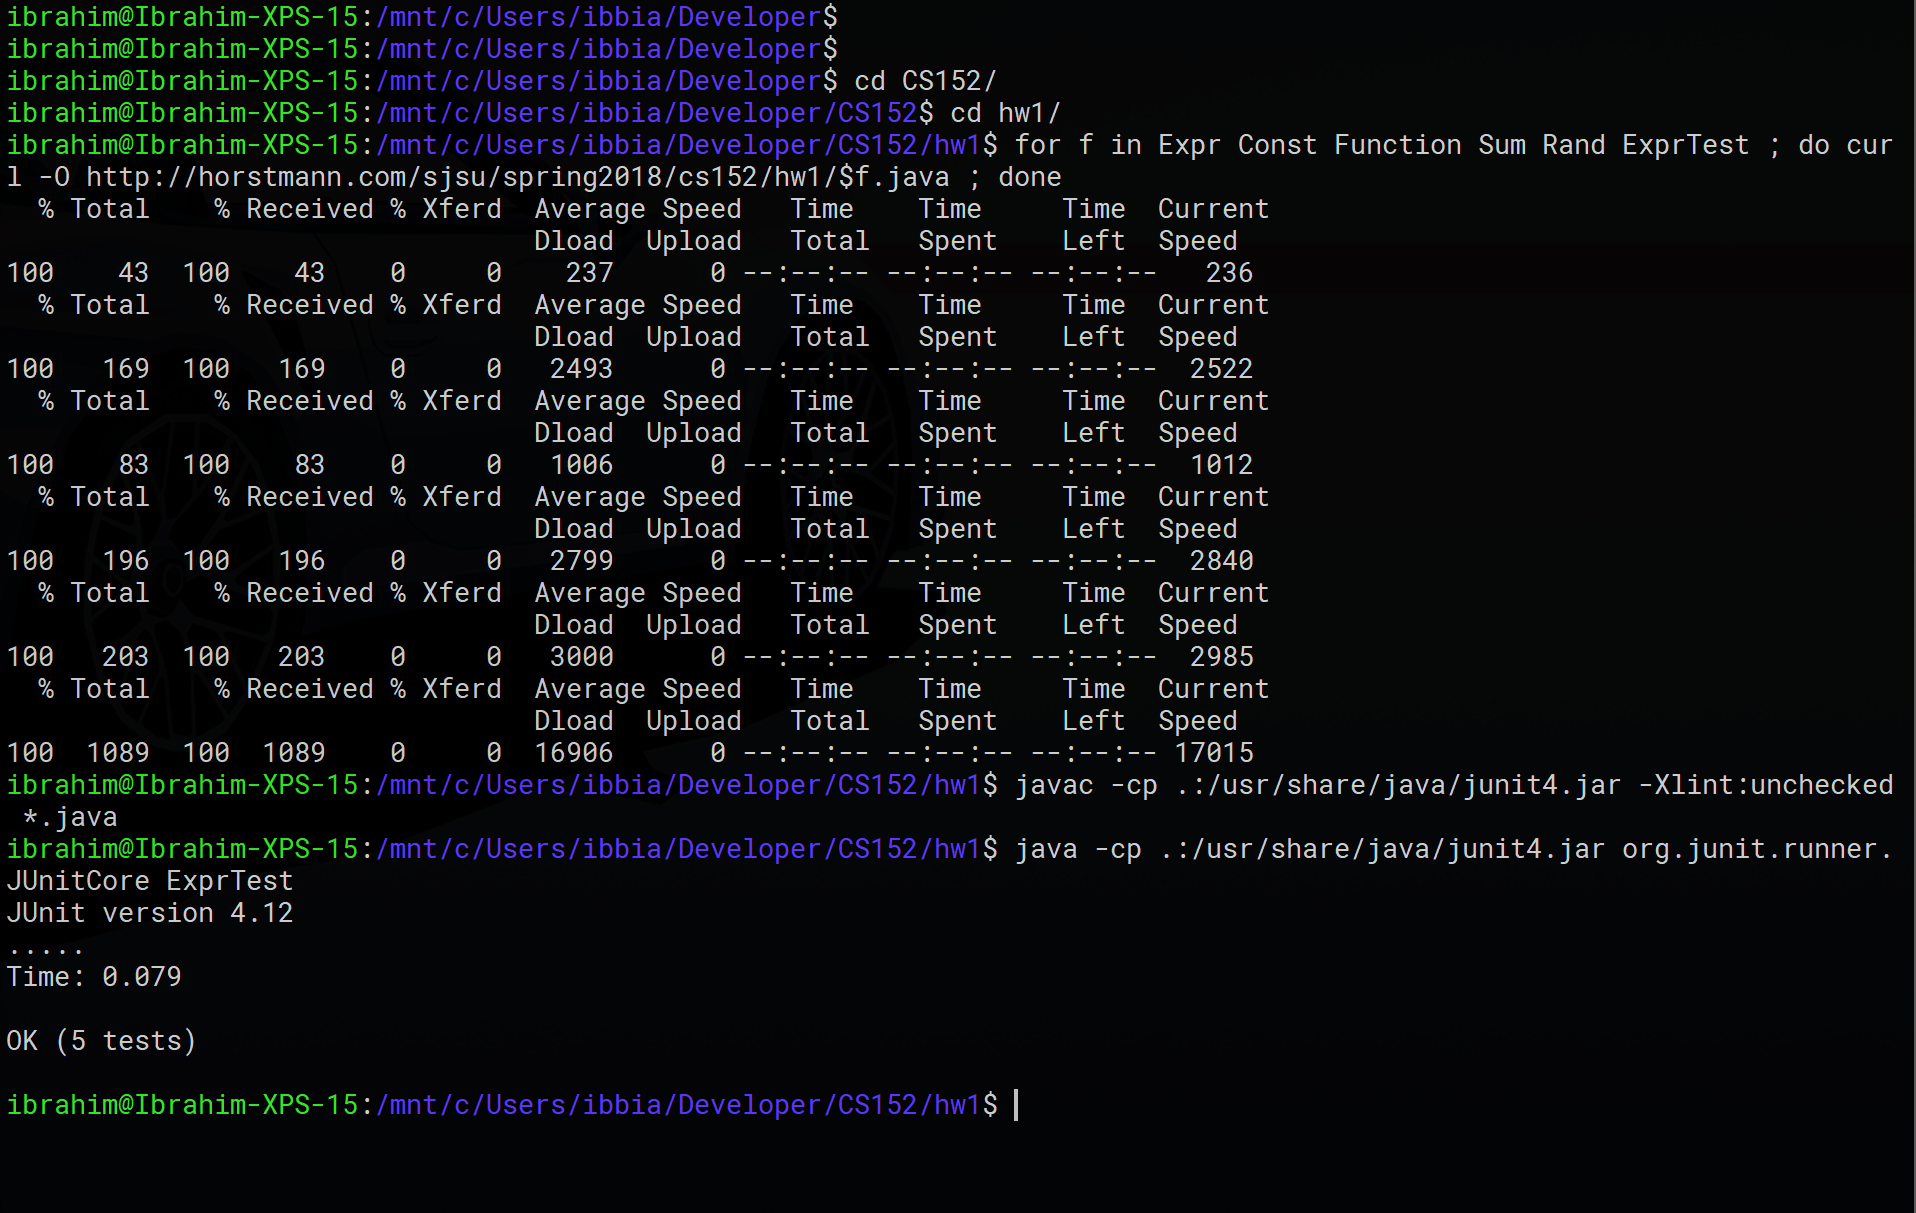 ibrahim@Ibrahim-XPS-15:/mnt/c/Users/ibbia/Developer$
ibrahim@Ibrahim-XPS-15:/mnt/c/Users/ibbia/Developer$
ibrahim@Ibrahim-XPS-15:/mnt/c/Users/ibbia/Developer$ cd CS152/
ibrahim@Ibrahim-XPS-15:/mnt/c/Users/ibbia/Developer/CS152$ cd hw1/
ibrahim@Ibrahim-XPS-15:/mnt/c/Users/ibbia/Developer/CS152/hw1$ for f in Expr Const Function Sum Rand ExprTest ; do cur
l -O http://horstmann.com/sjsu/spring2018/cs152/hw1/$f.java ; done
  % Total    % Received % Xferd  Average Speed   Time    Time     Time  Current
                                 Dload  Upload   Total   Spent    Left  Speed
100    43  100    43    0     0    237      0 --:--:-- --:--:-- --:--:--   236
  % Total    % Received % Xferd  Average Speed   Time    Time     Time  Current
                                 Dload  Upload   Total   Spent    Left  Speed
100   169  100   169    0     0   2493      0 --:--:-- --:--:-- --:--:--  2522
  % Total    % Received % Xferd  Average Speed   Time    Time     Time  Current
                                 Dload  Upload   Total   Spent    Left  Speed
100    83  100    83    0     0   1006      0 --:--:-- --:--:-- --:--:--  1012
  % Total    % Received % Xferd  Average Speed   Time    Time     Time  Current
                                 Dload  Upload   Total   Spent    Left  Speed
100   196  100   196    0     0   2799      0 --:--:-- --:--:-- --:--:--  2840
  % Total    % Received % Xferd  Average Speed   Time    Time     Time  Current
                                 Dload  Upload   Total   Spent    Left  Speed
100   203  100   203    0     0   3000      0 --:--:-- --:--:-- --:--:--  2985
  % Total    % Received % Xferd  Average Speed   Time    Time     Time  Current
                                 Dload  Upload   Total   Spent    Left  Speed
100  1089  100  1089    0     0  16906      0 --:--:-- --:--:-- --:--:-- 17015
ibrahim@Ibrahim-XPS-15:/mnt/c/Users/ibbia/Developer/CS152/hw1$ javac -cp .:/usr/share/java/junit4.jar -Xlint:unchecked
 *.java
ibrahim@Ibrahim-XPS-15:/mnt/c/Users/ibbia/Developer/CS152/hw1$ java -cp .:/usr/share/java/junit4.jar org.junit.runner.
JUnitCore ExprTest
JUnit version 4.12
.....
Time: 0.079
OK (5 tests)
ibrahim@Ibrahim-XPS-15:/mnt/c/Users/ibbia/Developer/CS152/hw1$